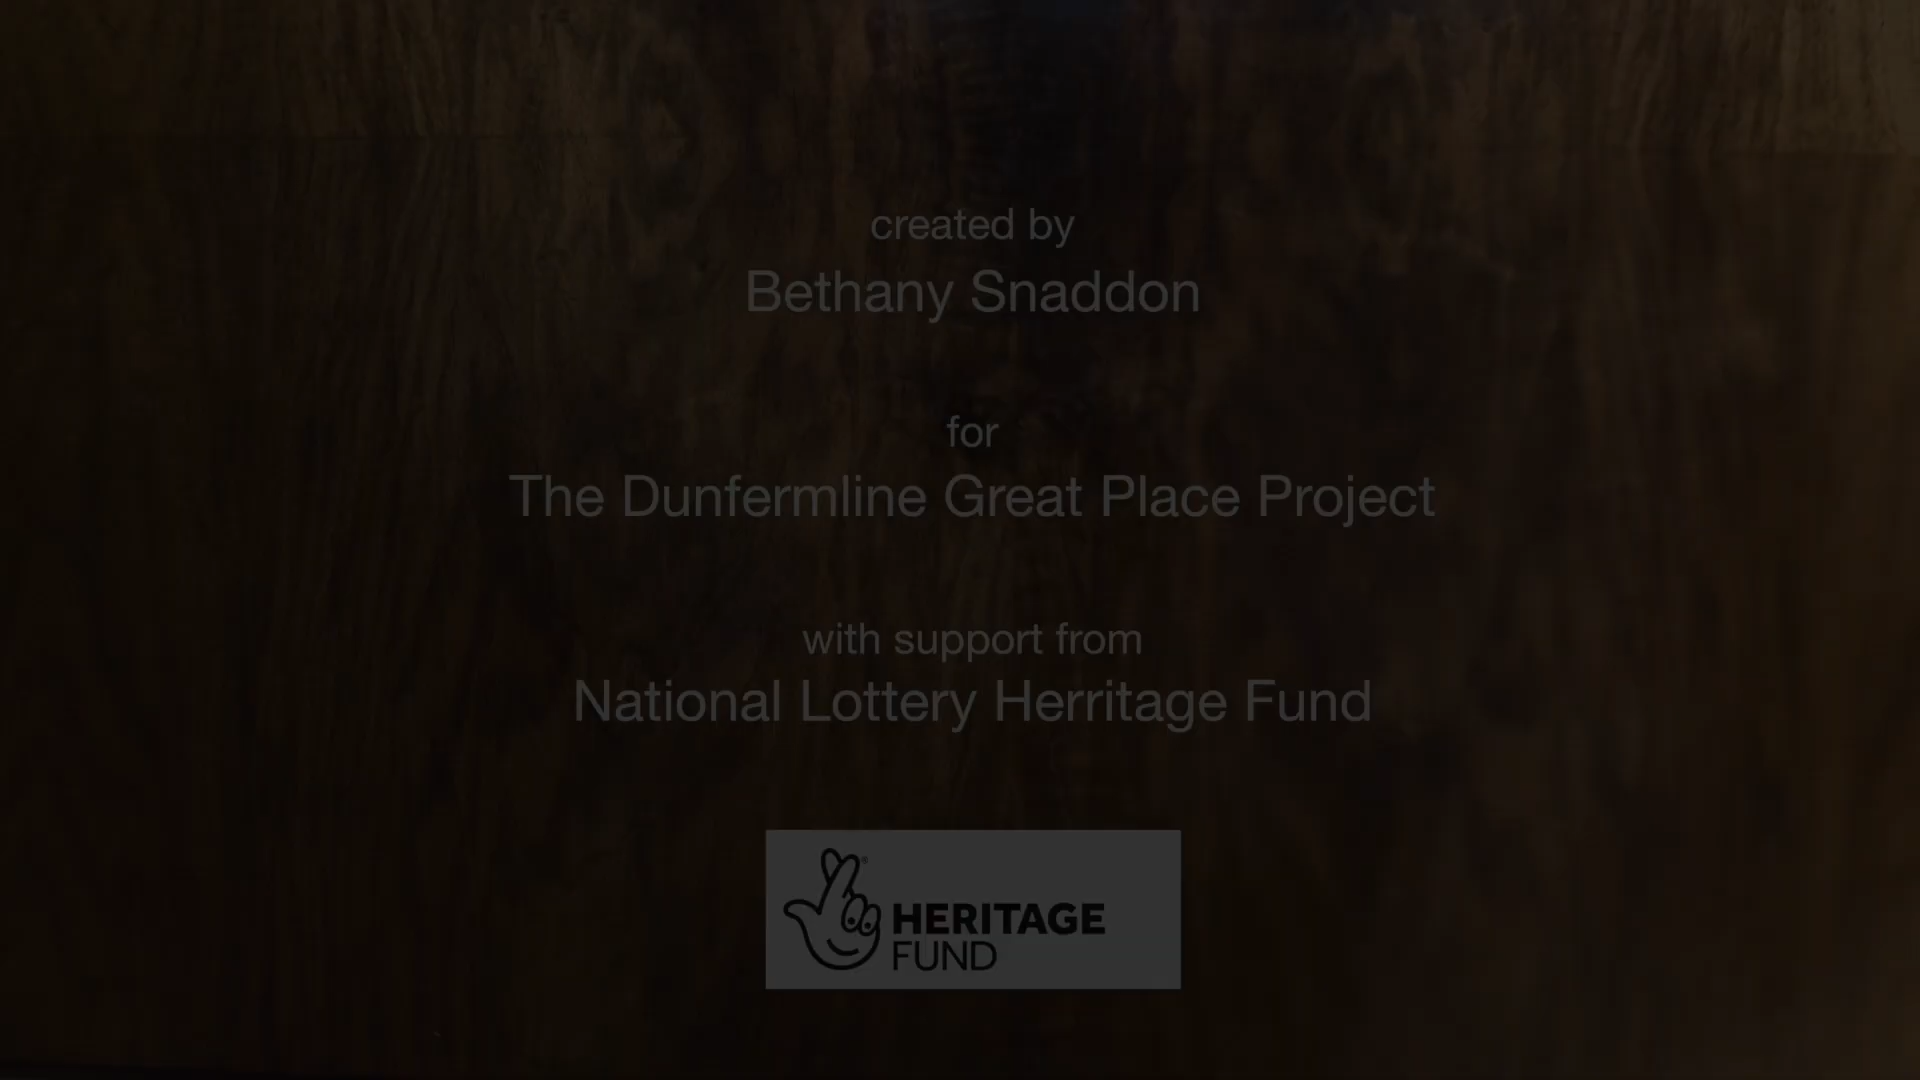 created by
Bethany Snaddon
for
The Dunfermline Great Place Project
with support from
National Lottery Herritage Fund
HERITAGE
FUND